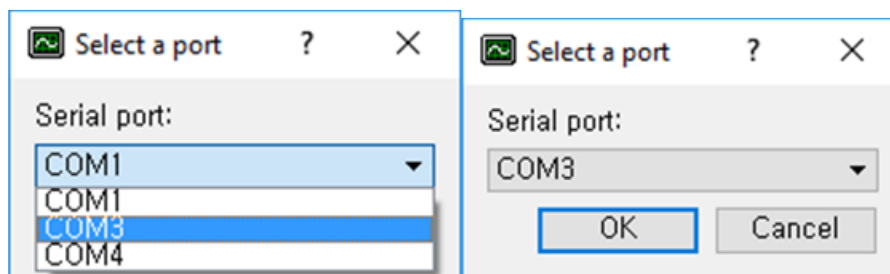 Select a port ?
Serial port:
COM1
COM1
COM3
COM4
Select a port ?
Serial port:
COM3
OK Cancel